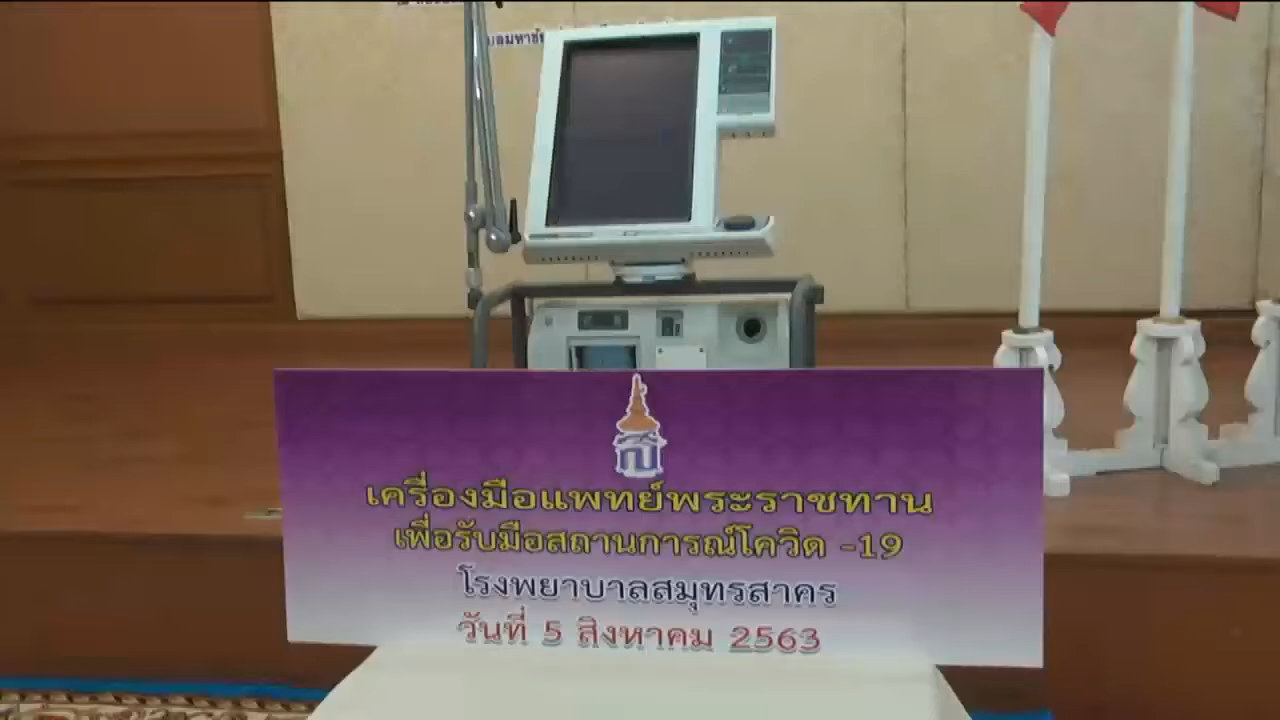 เครื่องมือแพทย์พระราชทาน
เพื่อรับมือสถานการณ์โควิด -19
โรงพยาบาลสมุทรสาคร
วันที่ 5 สิงหาคม 2563